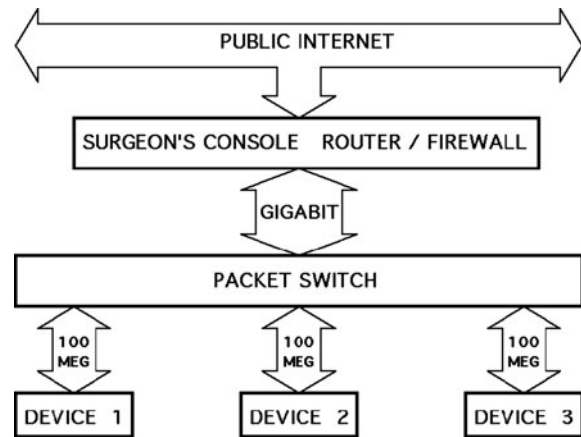 PUBLIC INTERNET
SURGEON'S CONSOLE ROUTER / FIREWALL
GIGABIT
PACKET SWITCH
100 MEG
100 MEG
100 MEG
DEVICE 1
DEVICE 2
DEVICE 3